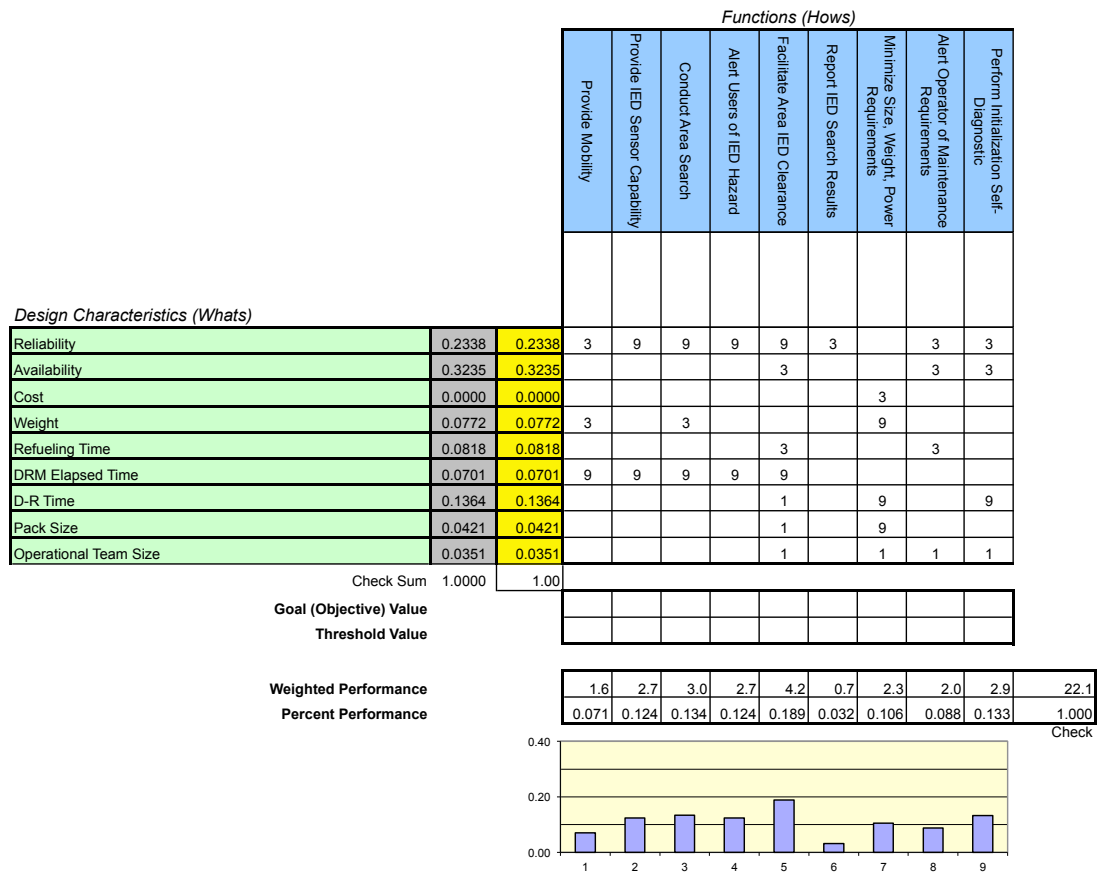 Functions (Hows)
Provide Mobility
Provide IED Sensor Capability
Conduct Area Search
Alert Users of IED Hazard
Facilitate Area IED Clearance
Report IED Search Results
Minimize Size, Weight, Power
Requirements
Alert Operator of Maintenance
Requirements
Perform Initialization Self-
Diagnostic
Design Characteristics (Whats)
Reliability 0.2338 0.2338 3 9 9 9 9 3 3 3
Availability 0.3235 0.3235 3 3 3
Cost 0.0000 0.0000 3
Weight 0.0772 0.0772 3 3 9
Refueling Time 0.0818 0.0818 3 3
DRM Elapsed Time 0.0701 0.0701 9 9 9 9 9
D-R Time 0.1364 0.1364 1 9 9
Pack Size 0.0421 0.0421 1 9
Operational Team Size 0.0351 0.0351 1 1 1 1
Check Sum 1.0000 1.00
Goal (Objective) Value
Threshold Value
Weighted Performance 1.6 2.7 3.0 2.7 4.2 0.7 2.3 2.0 2.9 22.1
Percent Performance 0.071 0.124 0.134 0.124 0.189 0.032 0.106 0.088 0.133 1.000
Check
0.40
0.20
0.00
1 2 3 4 5 6 7 8 9